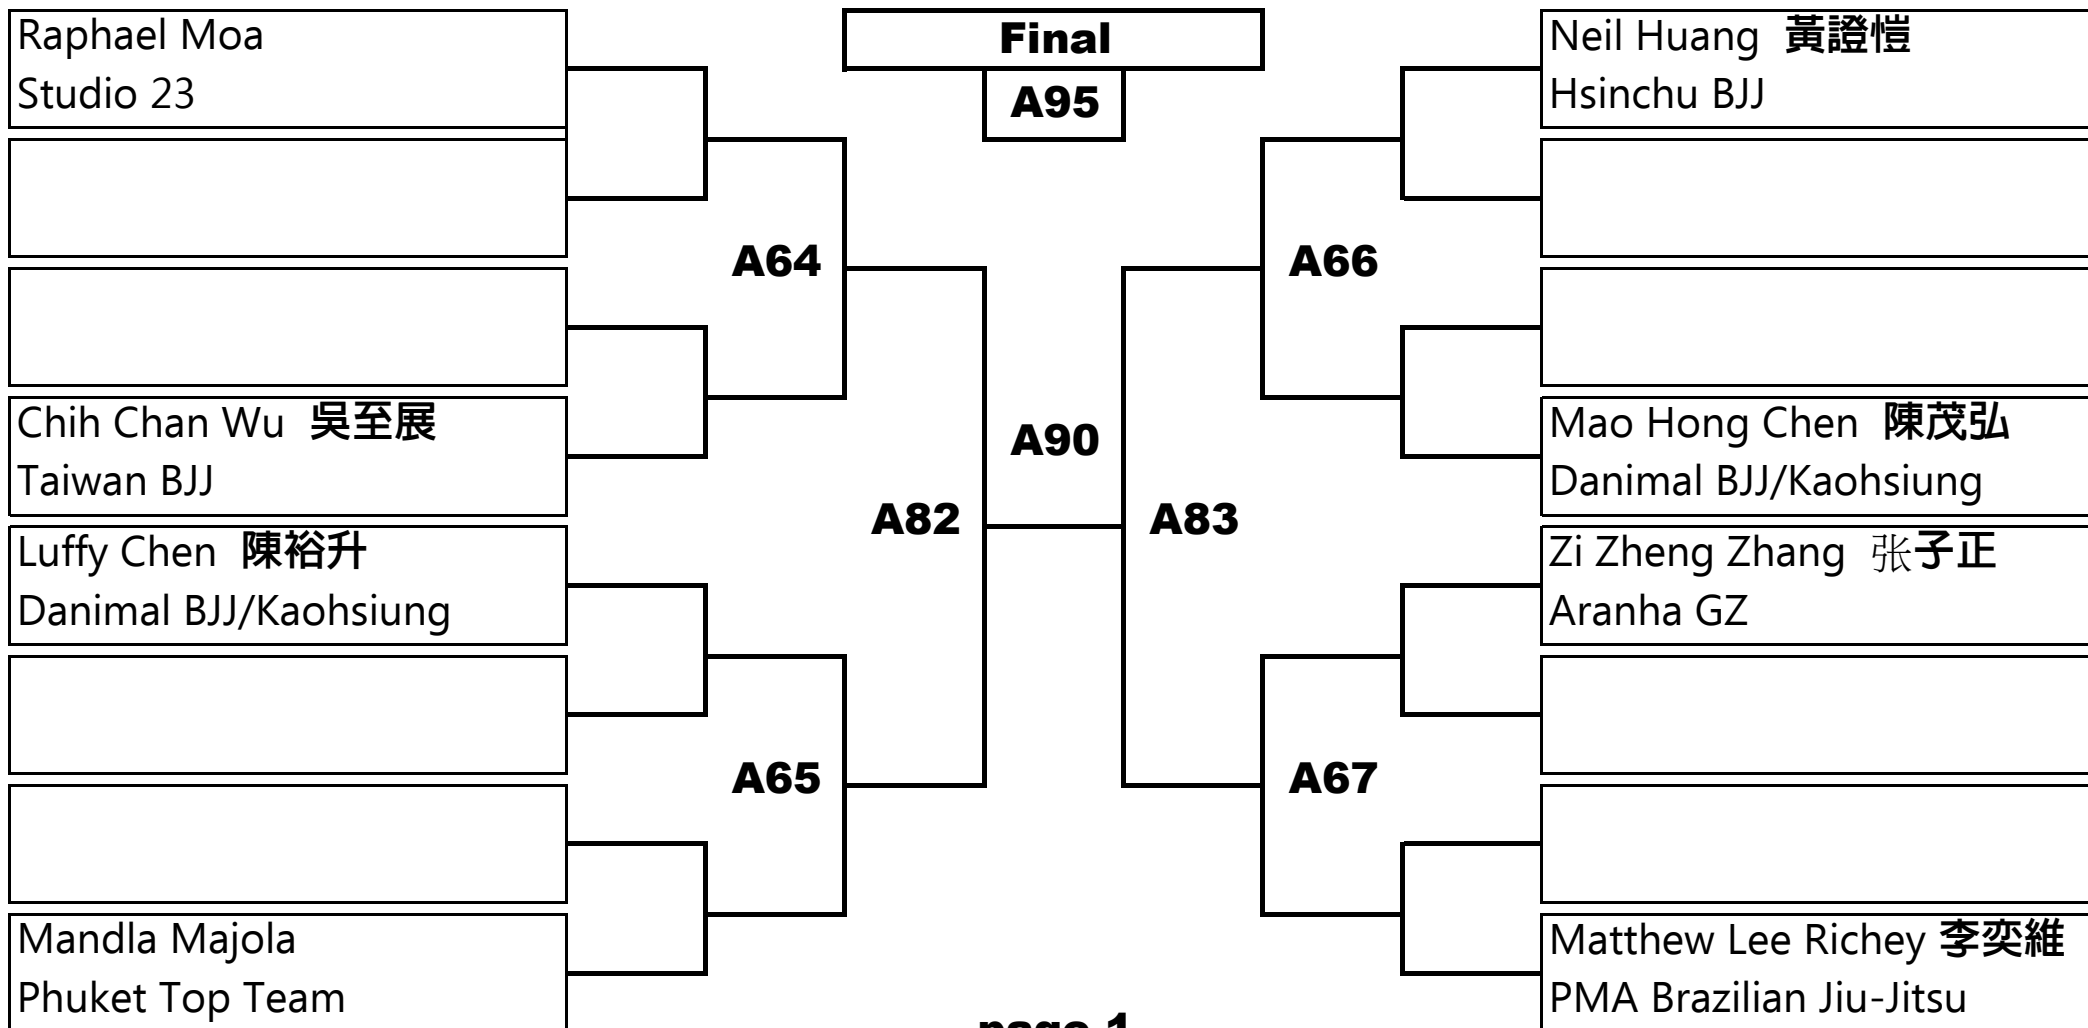 Raphael Moa
Studio 23
Chih Chan Wu 吳至展
Taiwan BJJ
Luffy Chen 陳裕升
Danimal BJJ/Kaohsiung
Mandla Majola
Phuket Top Team
A64
A65
A82
Final
A95
A90
page 1
A83
A66
A67
Neil Huang 黃證愷
Hsinchu BJJ
Mao Hong Chen 陳茂弘
Danimal BJJ/Kaohsiung
Zi Zheng Zhang 张子正
Aranha GZ
Matthew Lee Richey 李奕維
PMA Brazilian Jiu-Jitsu